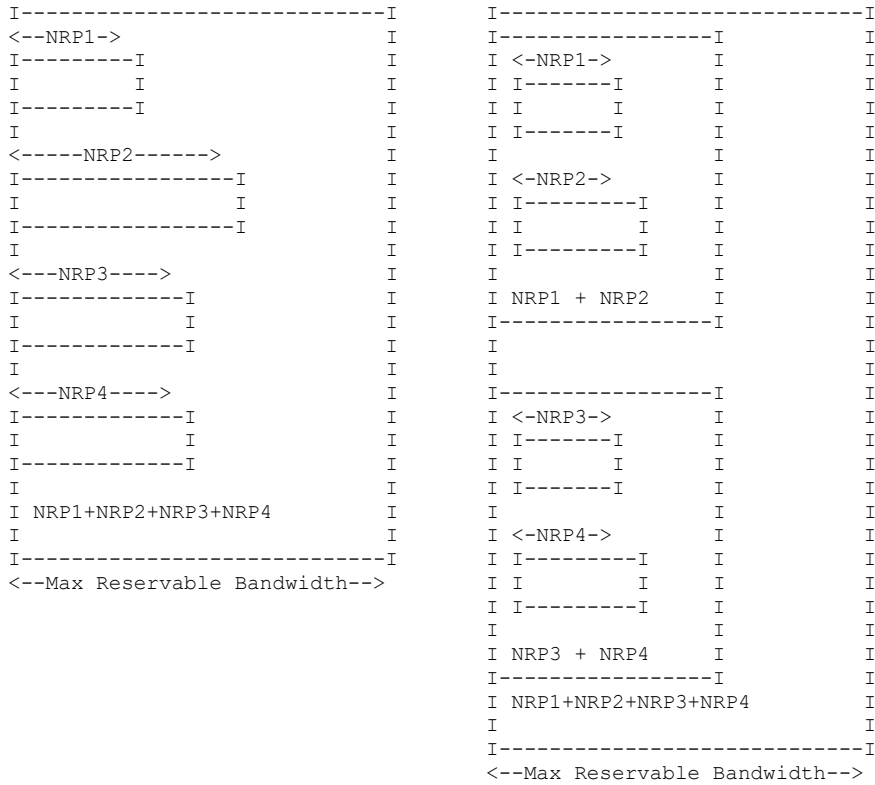 <--NRP1->
<-----NRP2------>
<---NRP3---->
<---NRP4---->
NRP1+NRP2+NRP3+NRP4
<--Max Reservable Bandwidth-->
<-NRP1->
<-NRP2->
NRP1 + NRP2
<-NRP3->
<-NRP4->
NRP3 + NRP4
NRP1+NRP2+NRP3+NRP4
<--Max Reservable Bandwidth-->